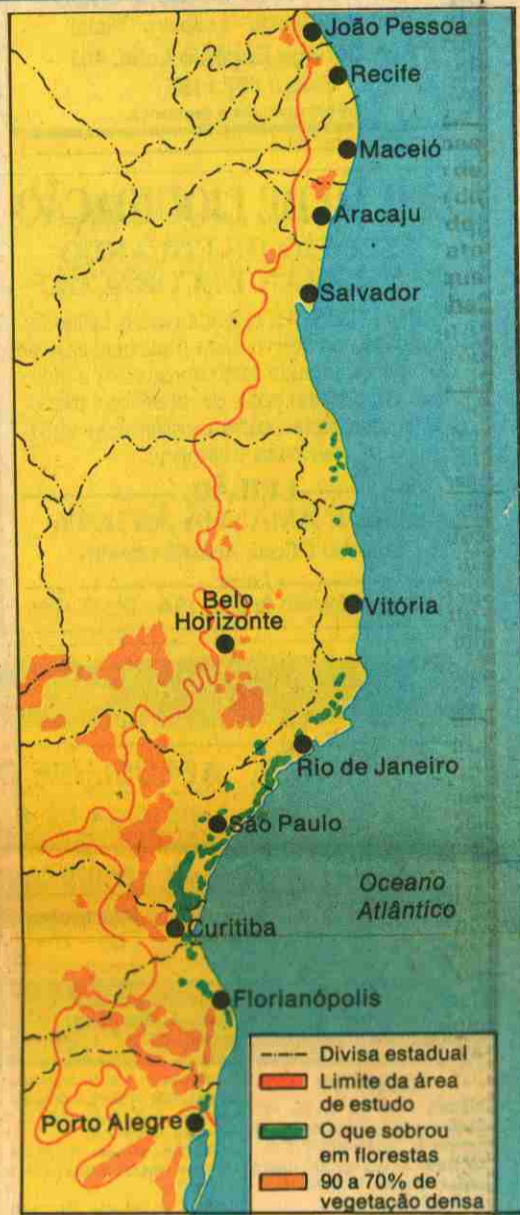 João Pessoa
Recife
Maceió
Aracaju
Salvador
Belo
Horizonte
Vitória
Rio de Janeiro
São Paulo
Oceano
Atlântico
Curitiba
Florianópolis
Porto Alegre
Divisa estadual
Limite da área
de estudo
O que sobrou
em florestas
90 a 70% de
vegetação densa